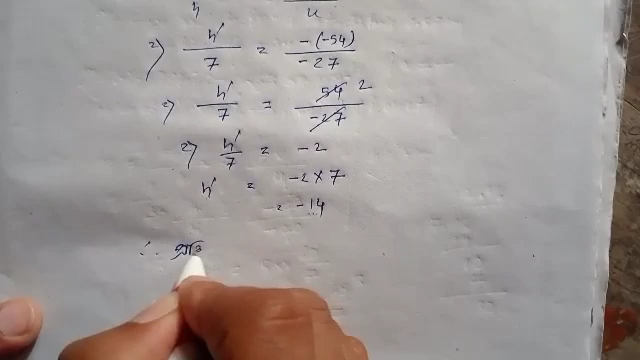 h u
=) h'/7 = -(-54)/-27
=) h'/7 = 54/-27 2
=) h'/7 = -2
h' = -2×7
= -14
∴